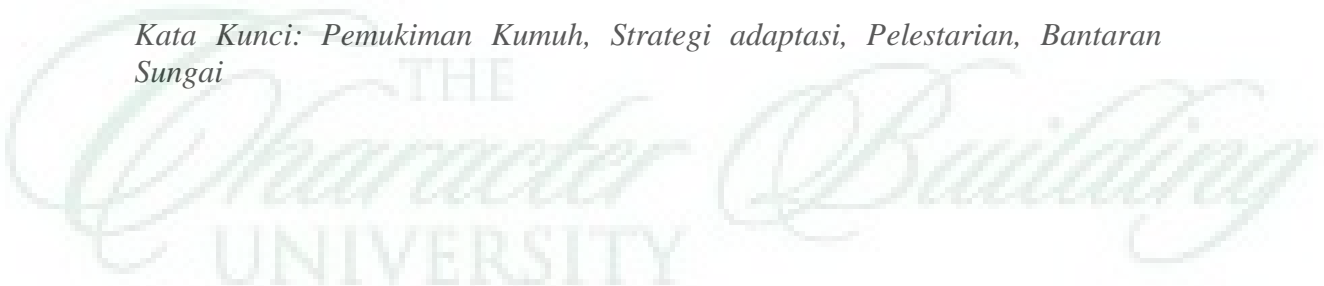 Kata Kunci: Pemukiman Kumuh, Strategi adaptasi, Pelestarian, Bantaran
Sungai
THE
Character Building
UNIVERSITY